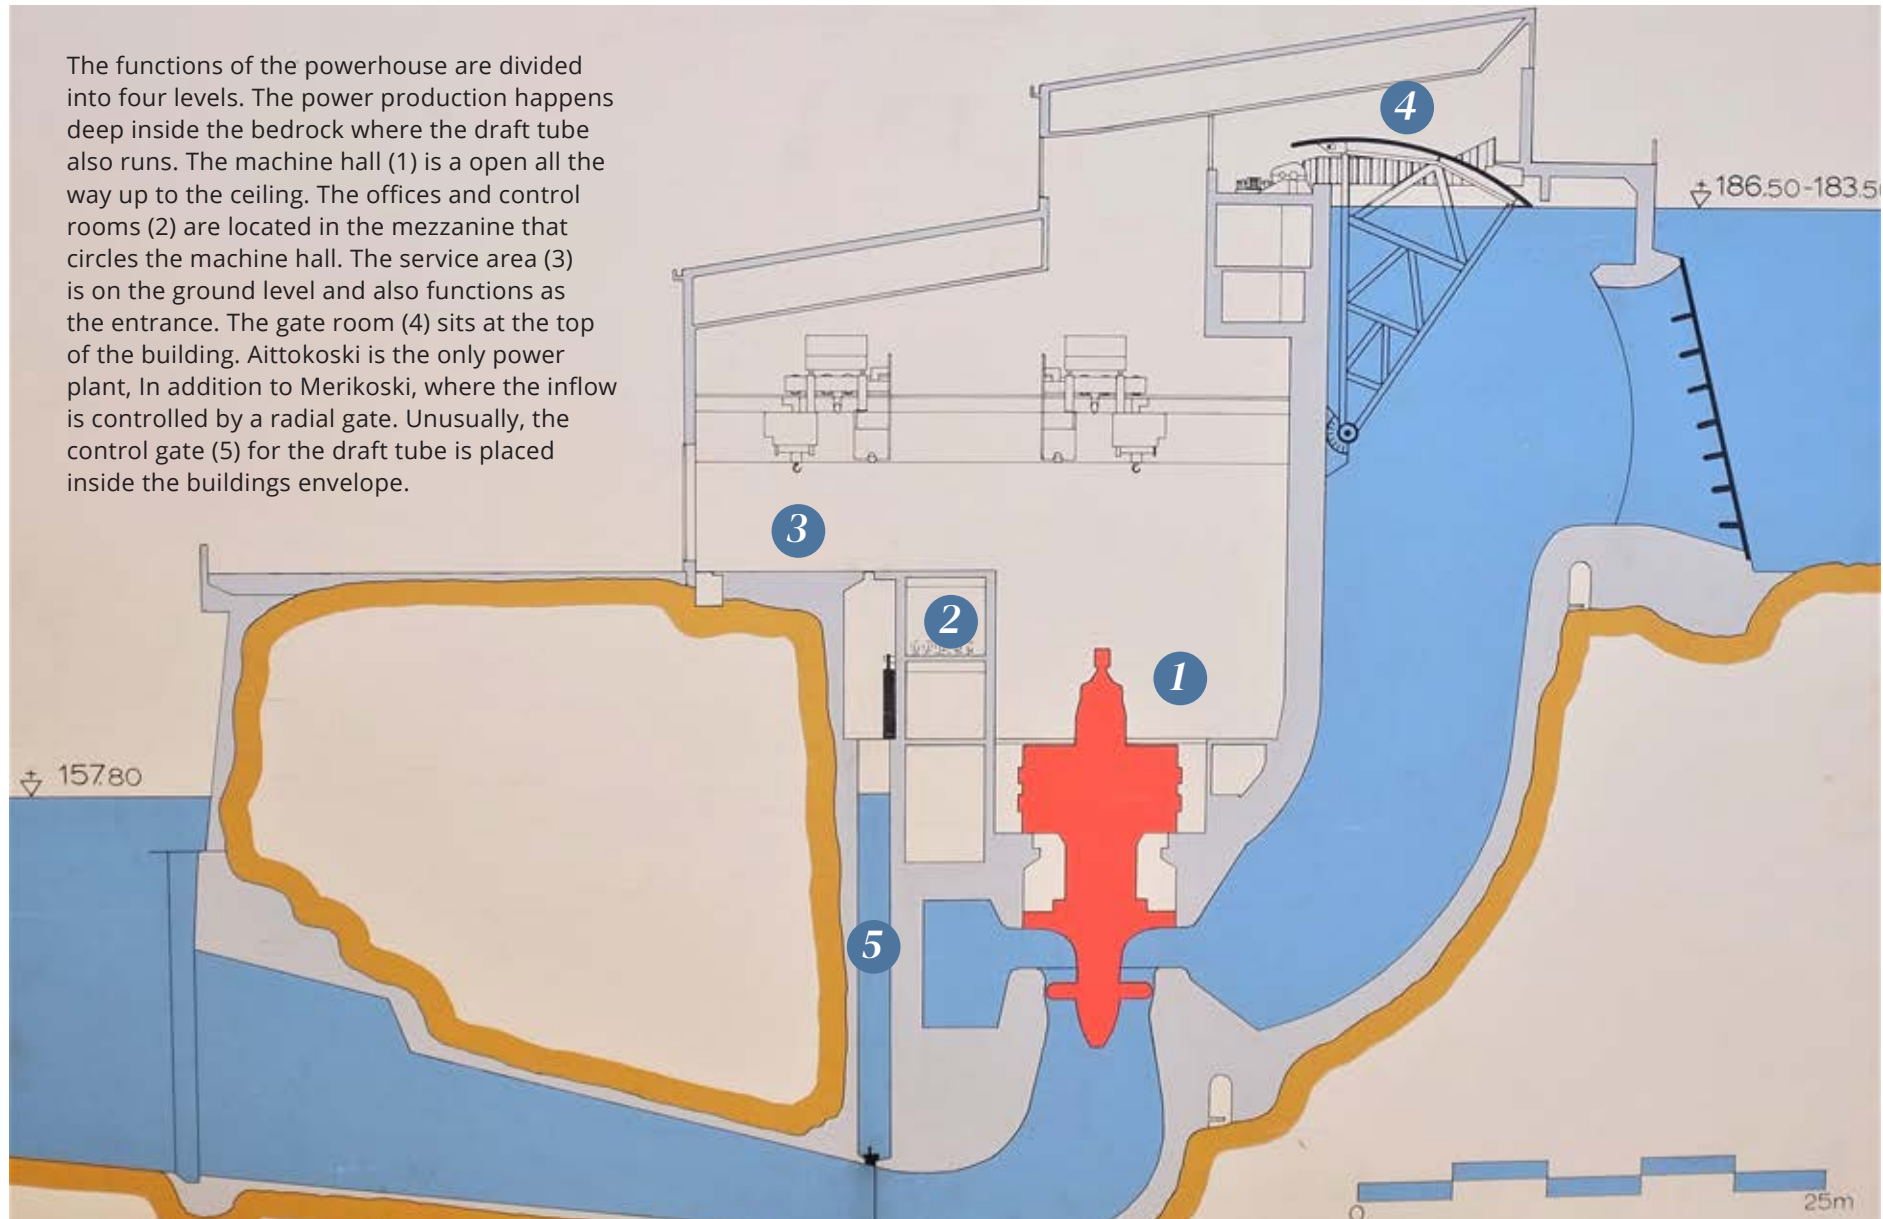 The functions of the powerhouse are divided
into four levels. The power production happens
deep inside the bedrock where the draft tube
also runs. The machine hall (1) is a open all the
way up to the ceiling. The offices and control
rooms (2) are located in the mezzanine that
circles the machine hall. The service area (3)
is on the ground level and also functions as
the entrance. The gate room (4) sits at the top
of the building. Aittokoski is the only power
plant, In addition to Merikoski, where the inflow
is controlled by a radial gate. Unusually, the
control gate (5) for the draft tube is placed
inside the buildings envelope.
4
186.50-183.50
3
2
1
157.80
5
0
25m